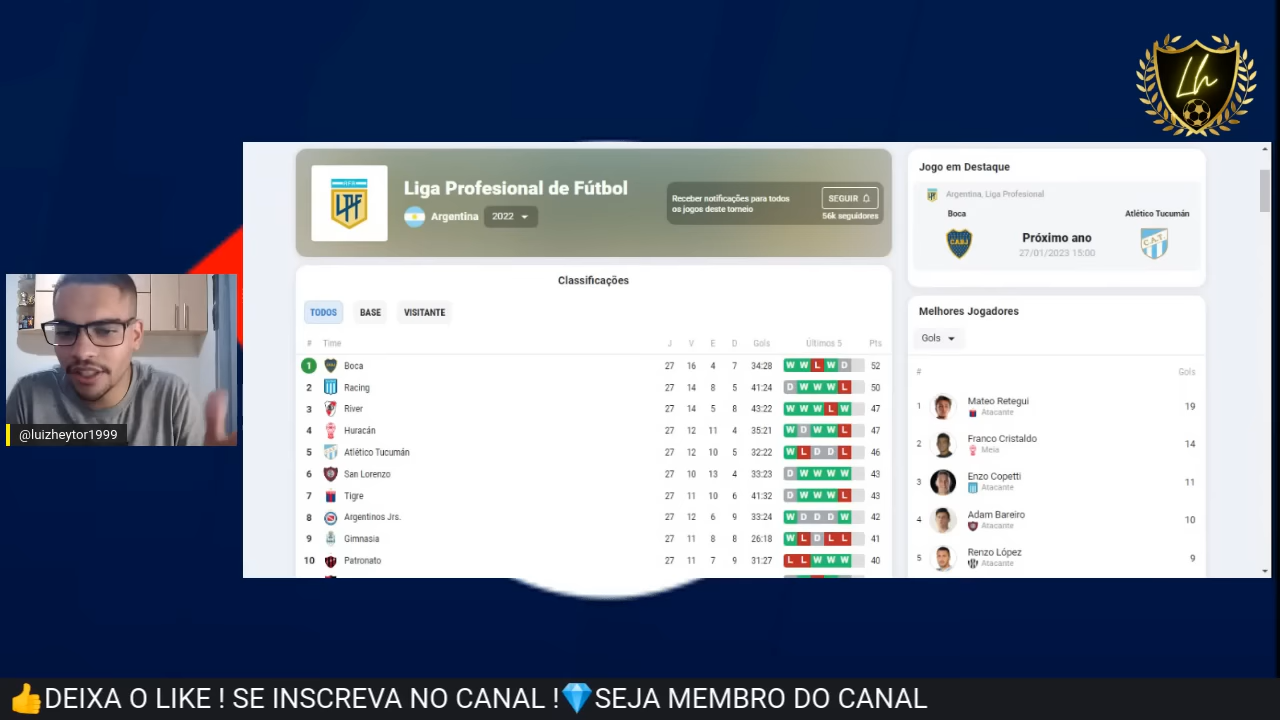 Lh
Liga Profesional de Fútbol
Argentina 2022
Receber notificações para todos
os jogos deste torneio
SEGUIR
56k seguidores
Jogo em Destaque
Argentina, Liga Profesional
Boca Atlético Tucumán
Próximo ano
27/01/2023 15:00
Classificações
TODOS BASE VISITANTE
# Time J V E D Gols Últimos 5 Pts
1 Boca 27 16 4 7 34:28 W W L W D 52
2 Racing 27 14 8 5 41:24 D W W W L 50
3 River 27 14 5 8 43:22 W W W L W 47
4 Huracán 27 12 11 4 35:21 W D W W L 47
5 Atlético Tucumán 27 12 10 5 32:22 W L D D L 46
6 San Lorenzo 27 10 13 4 33:23 D W W W W 43
7 Tigre 27 11 10 6 41:32 D W W W L 43
8 Argentinos Jrs. 27 12 6 9 33:24 W D D D W 42
9 Gimnasia 27 11 8 8 26:18 W L D L L 41
10 Patronato 27 11 7 9 31:27 L L W W W 40
Melhores Jogadores
Gols
# Gols
1 Mateo Retegui 19
Atacante
2 Franco Cristaldo 14
Meia
3 Enzo Copetti 11
Atacante
4 Adam Bareiro 10
Atacante
5 Renzo López 9
Atacante
@luizheytor1999
👍DEIXA O LIKE ! SE INSCREVA NO CANAL !💎SEJA MEMBRO DO CANAL